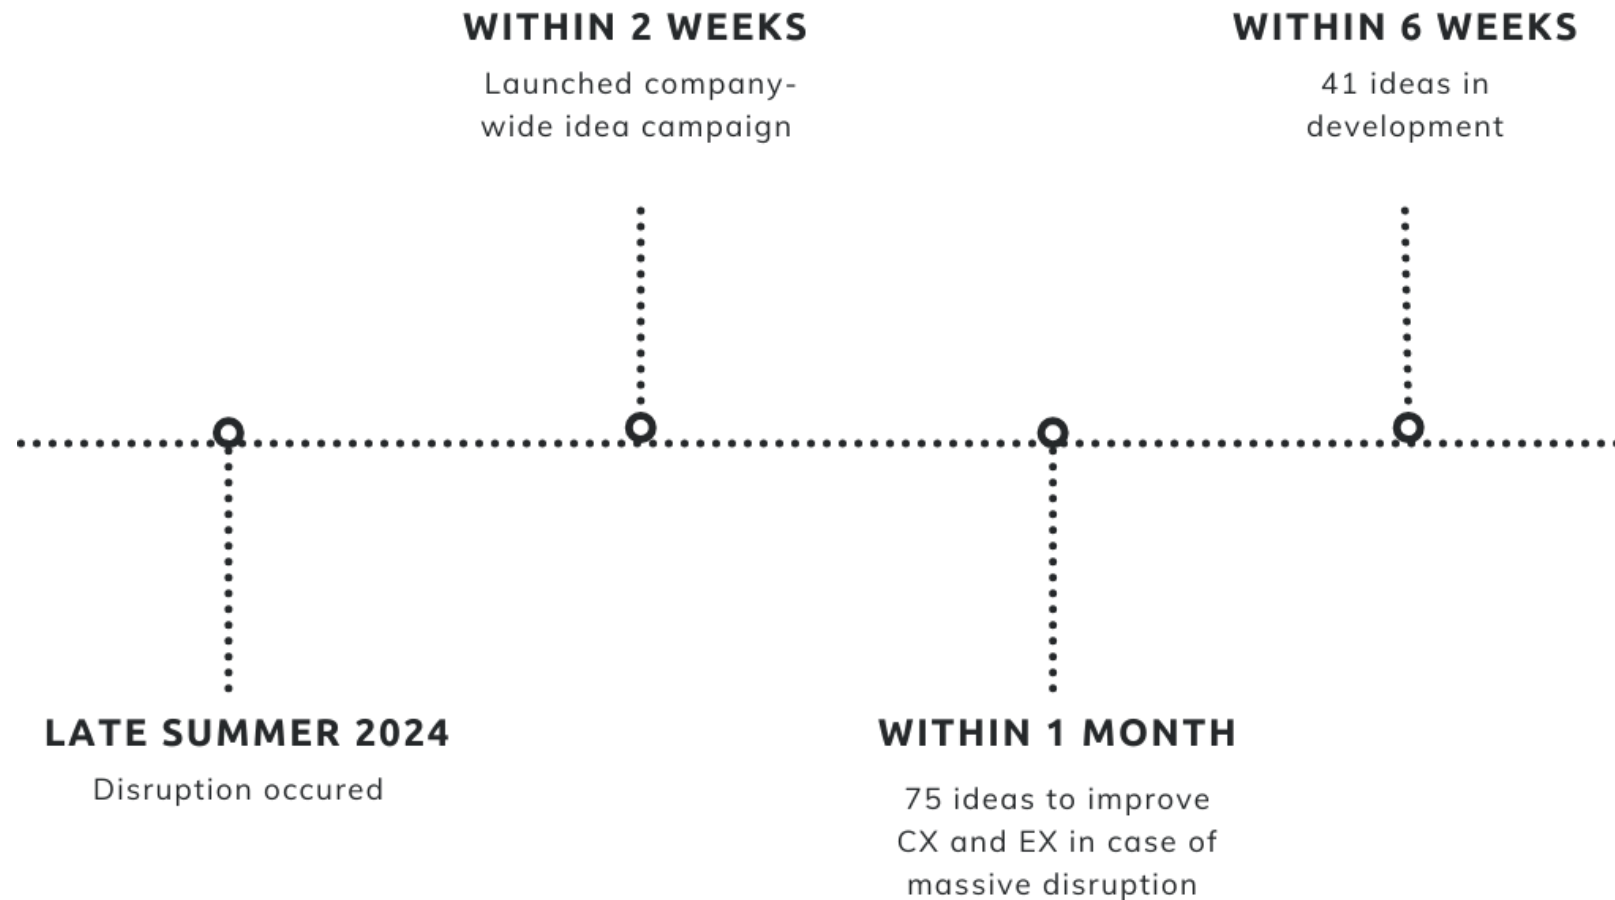 WITHIN 2 WEEKS
Launched company-
wide idea campaign
WITHIN 6 WEEKS
41 ideas in
development
LATE SUMMER 2024
Disruption occured
WITHIN 1 MONTH
75 ideas to improve
CX and EX in case of
massive disruption